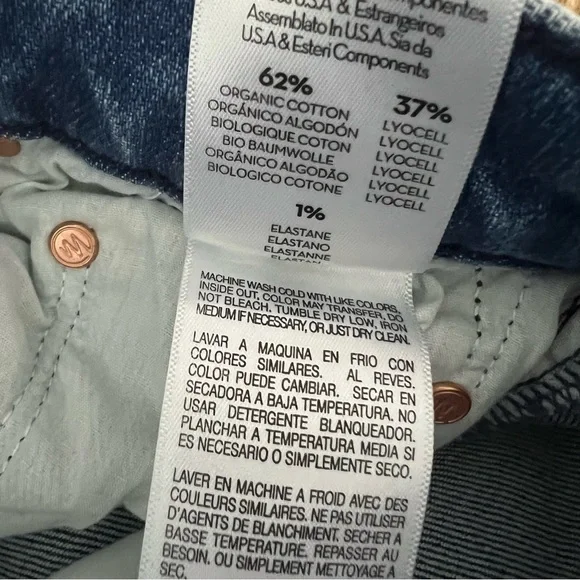 U.S.A & Estrangeiros
Assemblato In U.S.A. Sia da
U.S.A & Esteri Components
62%
ORGANIC COTTON
ORGÁNICO ALGODÓN
BIOLOGIQUE COTON
BIO BAUMWOLLE
ORGÂNICO ALGODÃO
BIOLOGICO COTONE
37%
LYOCELL
LYOCELL
LYOCELL
LYOCELL
LYOCELL
LYOCELL
1%
ELASTANE
ELASTANO
ELASTANNE
MACHINE WASH COLD WITH LIKE COLORS,
INSIDE OUT, COLOR MAY TRANSFER, DO
NOT BLEACH. TUMBLE DRY LOW, IRON
MEDIUM IF NECESSARY, OR JUST DRY CLEAN.
LAVAR A MAQUINA EN FRIO CON
COLORES SIMILARES. AL REVES.
COLOR PUEDE CAMBIAR. SECAR EN
SECADORA A BAJA TEMPERATURA. NO
USAR DETERGENTE BLANQUEADOR.
PLANCHAR A TEMPERATURA MEDIA SI
ES NECESARIO O SIMPLEMENTE SECO.
LAVER EN MACHINE A FROID AVEC DES
COULEURS SIMILAIRES. NE PAS UTILISER
D'AGENTS DE BLANCHIMENT. SECHER A
BASSE TEMPERATURE. REPASSER AU
BESOIN. OU SIMPLEMENT METTOYAGE A
SEC.